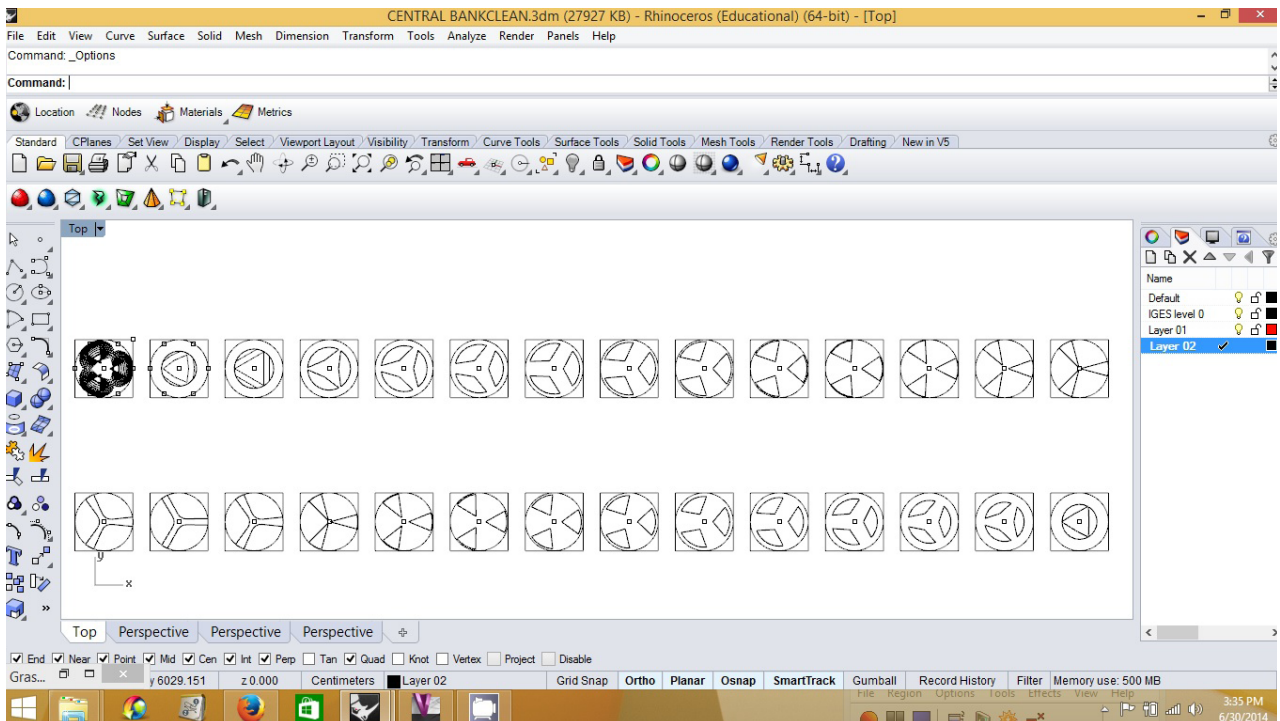 CENTRAL BANKCLEAN.3dm (27927 KB) - Rhinoceros (Educational) (64-bit) - [Top]
File Edit View Curve Surface Solid Mesh Dimension Transform Tools Analyze Render Panels Help
Command: _Options
Command:
Location Nodes Materials Metrics
Standard CPlanes Set View Display Select Viewport Layout Visibility Transform Curve Tools Surface Tools Solid Tools Mesh Tools Render Tools Drafting New in V5
Top
Name
Default
IGES level 0
Layer 01
Layer 02
y
x
Top Perspective Perspective Perspective
End Near Point Mid Cen Int Perp Tan Quad Knot Vertex Project Disable
Gras... y 6029.151 z 0.000 Centimeters Layer 02 Grid Snap Ortho Planar Osnap SmartTrack Gumball Record History Filter Memory use: 500 MB
File Region Options Tools Effects View Help
3:35 PM
6/30/2014